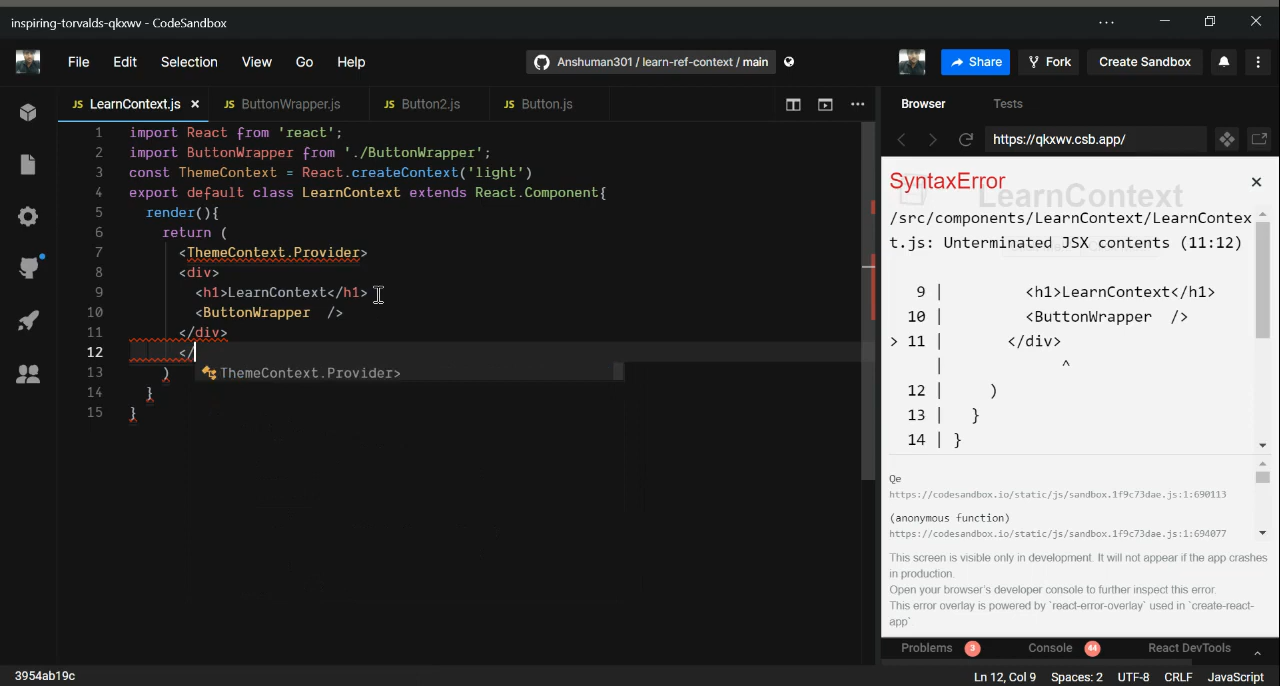 inspiring-torvalds-qkxwv - CodeSandbox
File Edit Selection View Go Help
Anshuman301 / learn-ref-context / main
Share Fork Create Sandbox
JS LearnContext.js JS ButtonWrapper.js JS Button2.js JS Button.js
1 import React from 'react';
2 import ButtonWrapper from './ButtonWrapper';
3 const ThemeContext = React.createContext('light')
4 export default class LearnContext extends React.Component{
5 render(){
6 return (
7 <ThemeContext.Provider>
8 <div>
9 <h1>LearnContext</h1>
10 <ButtonWrapper />
11 </div>
12 </
13 )
ThemeContext.Provider>
14 }
15 }
Browser Tests
https://qkxwv.csb.app/
LearnContext
SyntaxError
/src/components/LearnContext/LearnContex
t.js: Unterminated JSX contents (11:12)
9 | <h1>LearnContext</h1>
10 | <ButtonWrapper />
> 11 | </div>
| ^
12 | )
13 | }
14 | }
Qe
https://codesandbox.io/static/js/sandbox.1f9c73dae.js:1:690113
(anonymous function)
https://codesandbox.io/static/js/sandbox.1f9c73dae.js:1:694077
This screen is visible only in development. It will not appear if the app crashes
in production.
Open your browser's developer console to further inspect this error.
This error overlay is powered by `react-error-overlay` used in `create-react-
app`
Problems 3 Console 44 React DevTools
3954ab19c
Ln 12, Col 9 Spaces: 2 UTF-8 CRLF JavaScript